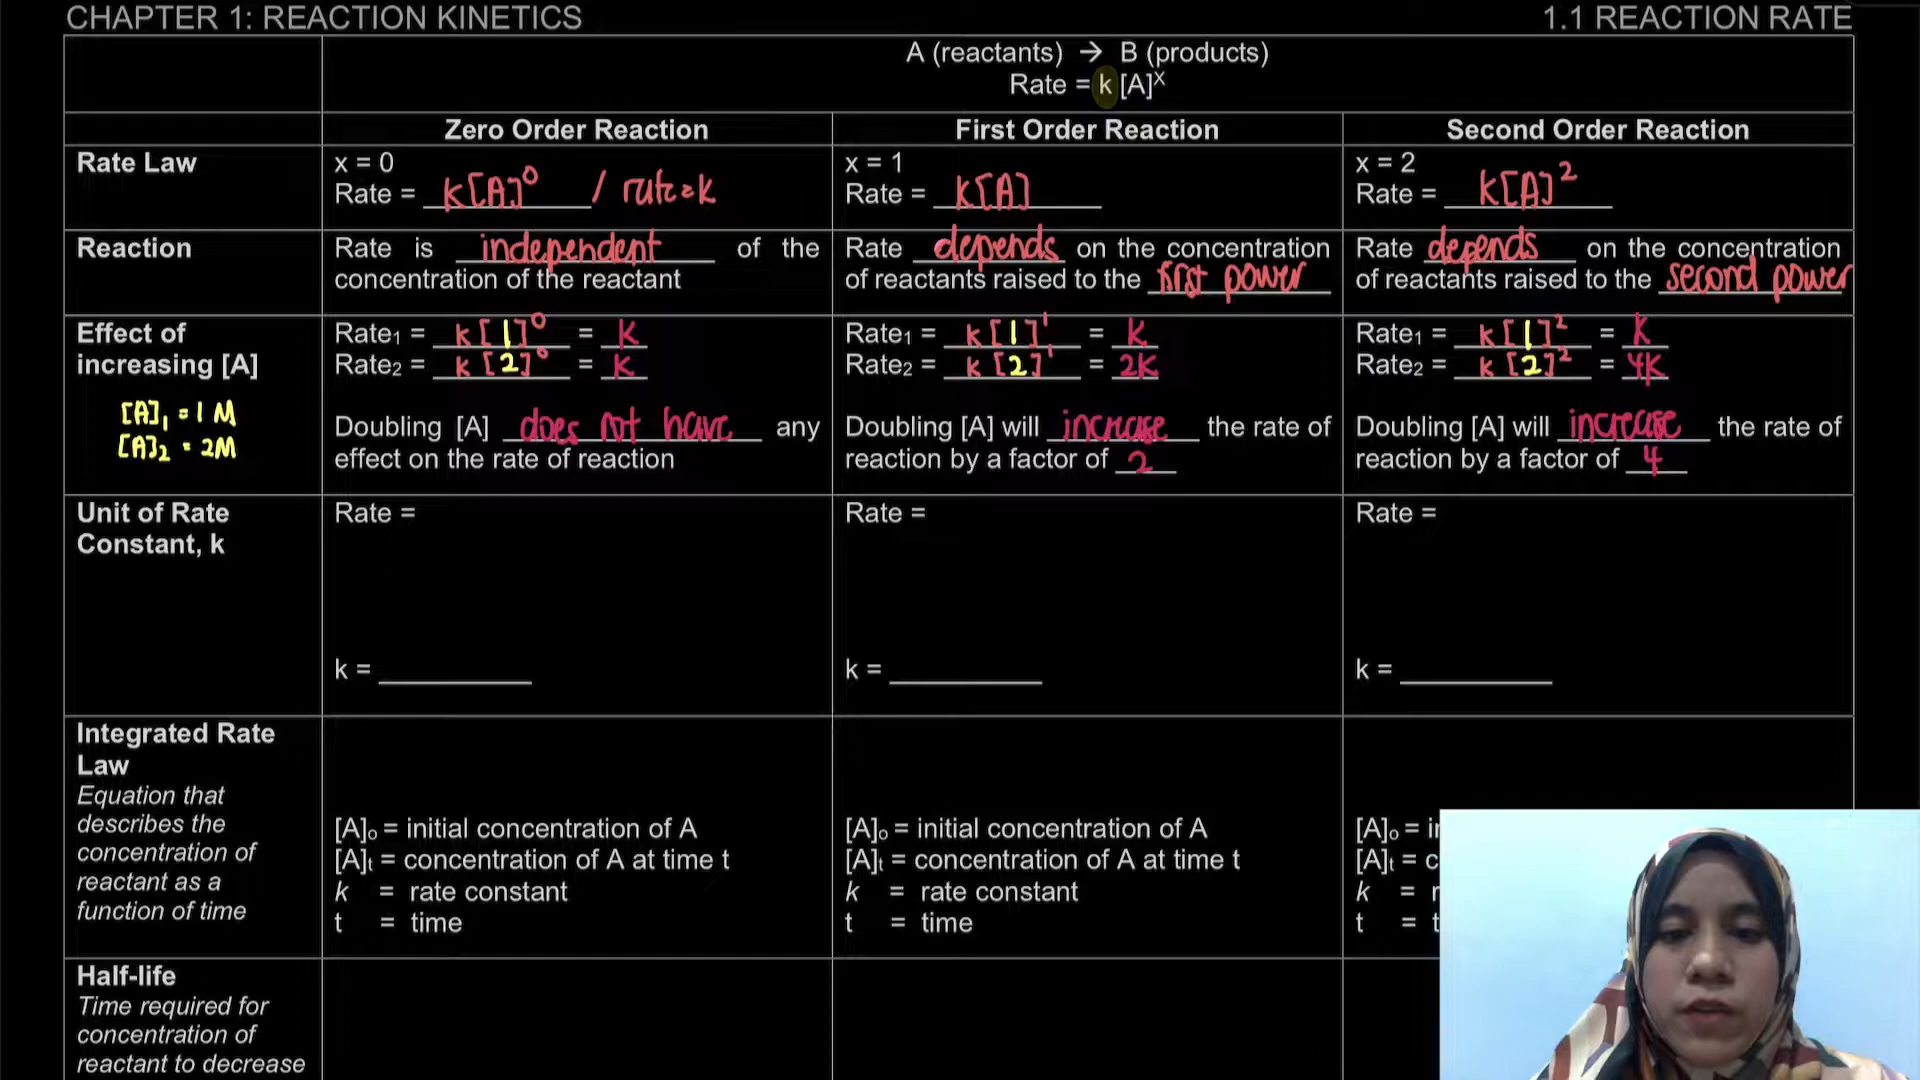 CHAPTER 1: REACTION KINETICS
1.1 REACTION RATE
A (reactants) → B (products)
Rate = k [A]ˣ
Zero Order Reaction
First Order Reaction
Second Order Reaction
Rate Law
x = 0
Rate = k[A]⁰ / rate=k
x = 1
Rate = k[A]
x = 2
Rate = k[A]²
Reaction
Rate is independent of the
concentration of the reactant
Rate depends on the concentration
of reactants raised to the first power
Rate depends on the concentration
of reactants raised to the second power
Effect of
increasing [A]
[A]₁ = 1 M
[A]₂ = 2M
Rate₁ = k[1]⁰ = k
Rate₂ = k[2]⁰ = k
Doubling [A] does not have any
effect on the rate of reaction
Rate₁ = k[1]¹ = k
Rate₂ = k[2]¹ = 2k
Doubling [A] will increase the rate of
reaction by a factor of 2
Rate₁ = k[1]² = k
Rate₂ = k[2]² = 4k
Doubling [A] will increase the rate of
reaction by a factor of 4
Unit of Rate
Constant, k
Rate =
k =
Rate =
k =
Rate =
k =
Integrated Rate
Law
Equation that
describes the
concentration of
reactant as a
function of time
[A]ₒ = initial concentration of A
[A]ₜ = concentration of A at time t
k = rate constant
t = time
[A]ₒ = initial concentration of A
[A]ₜ = concentration of A at time t
k = rate constant
t = time
[A]ₒ = i
[A]ₜ = c
k = r
t = t
Half-life
Time required for
concentration of
reactant to decrease